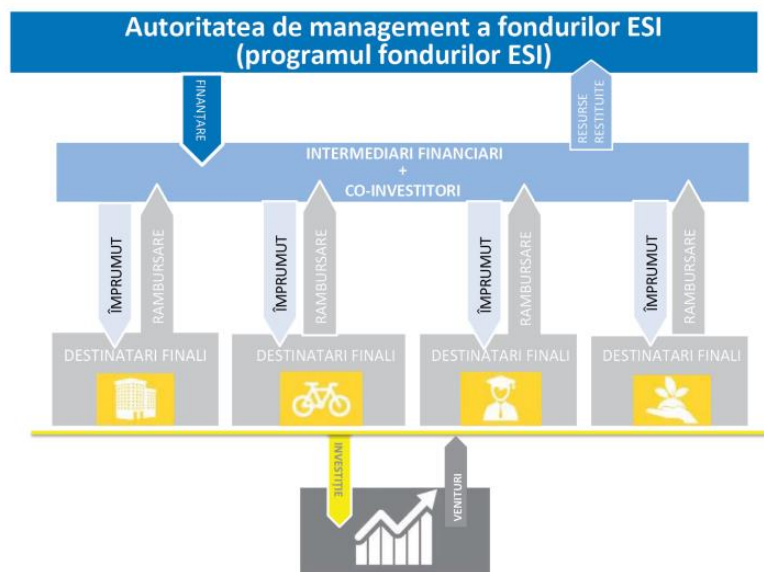 Autoritatea de management a fondurilor ESI
(programul fondurilor ESI)
FINANȚARE
RESURSE
RESTITUITE
INTERMEDIARI FINANCIARI
+
CO-INVESTITORI
ÎMPRUMUT
RAMBURSARE
ÎMPRUMUT
RAMBURSARE
ÎMPRUMUT
RAMBURSARE
ÎMPRUMUT
RAMBURSARE
DESTINATARI FINALI
DESTINATARI FINALI
DESTINATARI FINALI
DESTINATARI FINALI
INVESTIȚIE
VENITURI